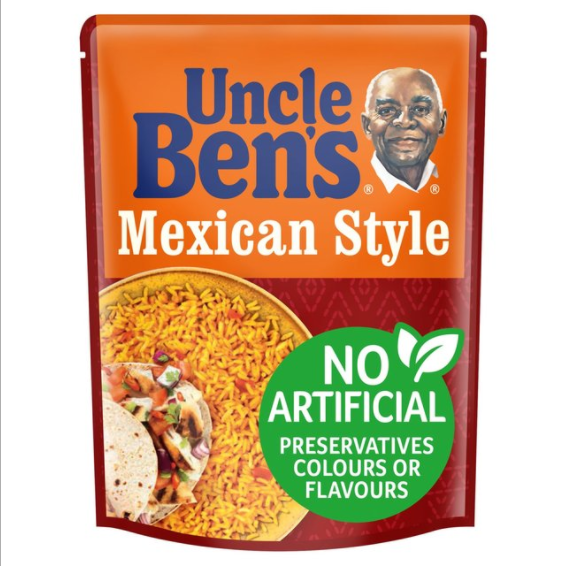 Uncle
Ben's®
®
Mexican Style
NO
ARTIFICIAL
PRESERVATIVES
COLOURS OR
FLAVOURS